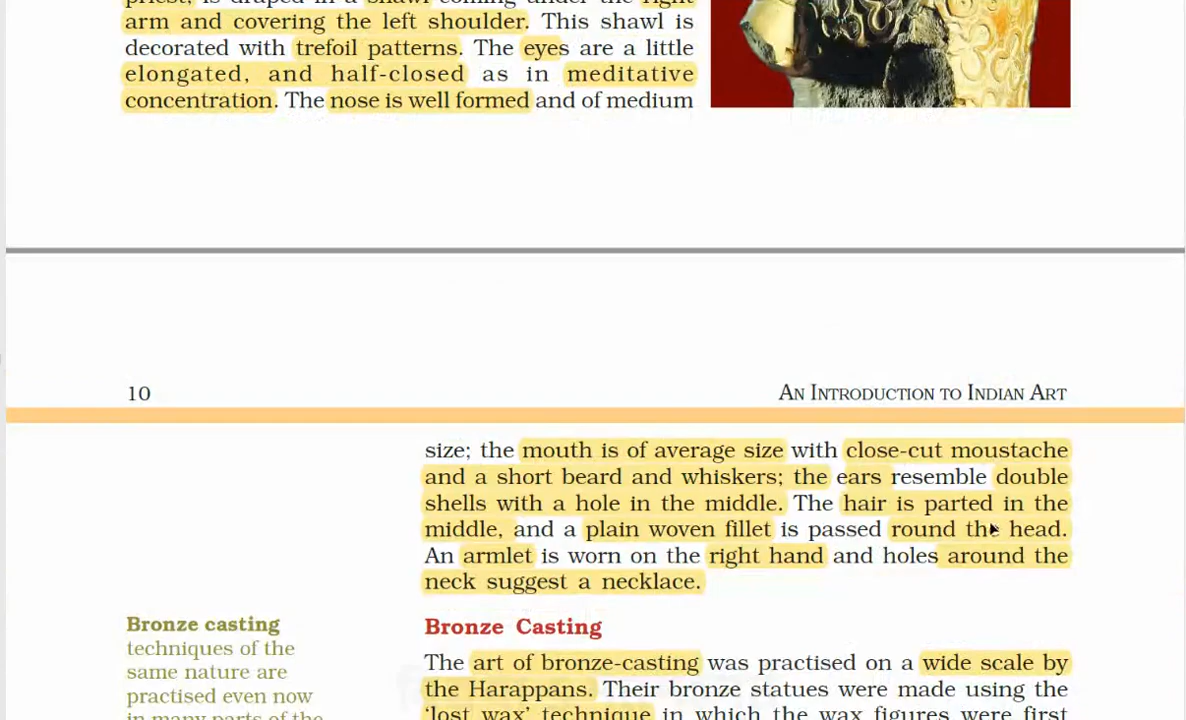 priest, is draped in a shawl coming under the right
arm and covering the left shoulder. This shawl is
decorated with trefoil patterns. The eyes are a little
elongated, and half-closed as in meditative
concentration. The nose is well formed and of medium
10
AN INTRODUCTION TO INDIAN ART
size; the mouth is of average size with close-cut moustache
and a short beard and whiskers; the ears resemble double
shells with a hole in the middle. The hair is parted in the
middle, and a plain woven fillet is passed round the head.
An armlet is worn on the right hand and holes around the
neck suggest a necklace.
Bronze casting
techniques of the
same nature are
practised even now
in many parts of the
Bronze Casting
The art of bronze-casting was practised on a wide scale by
the Harappans. Their bronze statues were made using the
‘lost wax’ technique in which the wax figures were first